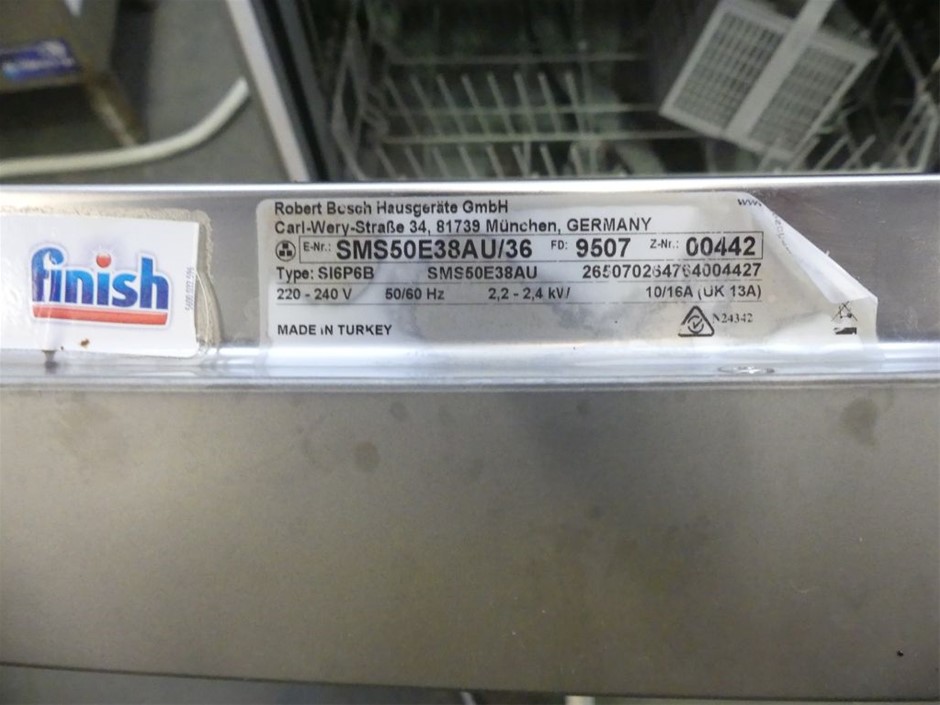 finish
Robert Bosch Hausgeräte GmbH
Carl-Wery-Straße 34, 81739 München, GERMANY
E-Nr.: SMS50E38AU/36 FD: 9507 Z-Nr.: 00442
Type: SI6P6B SMS50E38AU 265070264764004427
220 - 240 V 50/60 Hz 2,2 - 2,4 kW 10/16A (UK 13A)
MADE IN TURKEY
N24342